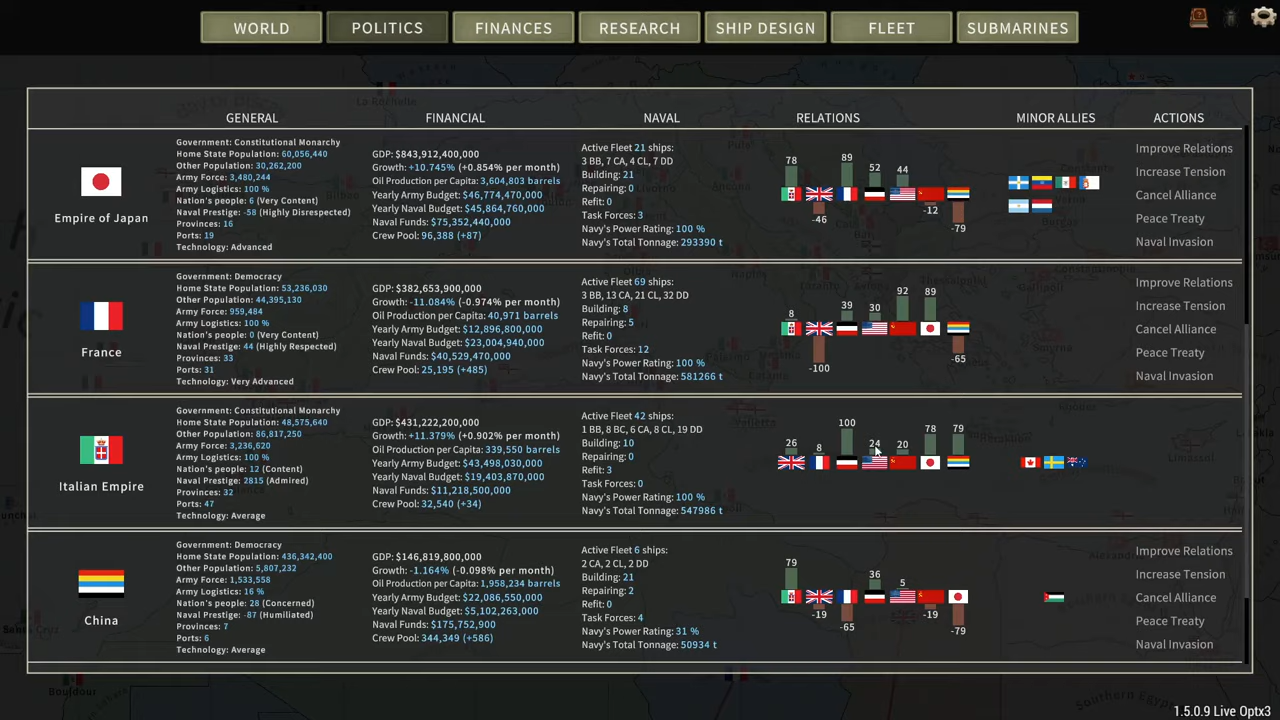 WORLD
POLITICS
FINANCES
RESEARCH
SHIP DESIGN
FLEET
SUBMARINES
GENERAL
FINANCIAL
NAVAL
RELATIONS
MINOR ALLIES
ACTIONS
Empire of Japan
Government: Constitutional Monarchy
Home State Population: 60,056,440
Other Population: 30,262,200
Army Force: 3,480,244
Army Logistics: 100 %
Nation's people: 6 (Very Content)
Naval Prestige: -58 (Highly Disrespected)
Provinces: 16
Ports: 19
Technology: Advanced
GDP: $843,912,400,000
Growth: +10.745% (+0.854% per month)
Oil Production per Capita: 3,604,803 barrels
Yearly Army Budget: $46,774,470,000
Yearly Naval Budget: $45,864,760,000
Naval Funds: $75,352,440,000
Crew Pool: 96,388 (+87)
Active Fleet 21 ships:
3 BB, 7 CA, 4 CL, 7 DD
Building: 21
Repairing: 0
Refit: 0
Task Forces: 3
Navy's Power Rating: 100 %
Navy's Total Tonnage: 293390 t
78
-46
89
52
44
-12
-79
Improve Relations
Increase Tension
Cancel Alliance
Peace Treaty
Naval Invasion
France
Government: Democracy
Home State Population: 53,236,030
Other Population: 44,395,130
Army Force: 959,484
Army Logistics: 100 %
Nation's people: 0 (Very Content)
Naval Prestige: 44 (Highly Respected)
Provinces: 33
Ports: 31
Technology: Very Advanced
GDP: $382,653,900,000
Growth: -11.084% (-0.974% per month)
Oil Production per Capita: 40,971 barrels
Yearly Army Budget: $12,896,800,000
Yearly Naval Budget: $23,004,940,000
Naval Funds: $40,529,470,000
Crew Pool: 25,195 (+485)
Active Fleet 69 ships:
3 BB, 13 CA, 21 CL, 32 DD
Building: 8
Repairing: 5
Refit: 0
Task Forces: 12
Navy's Power Rating: 100 %
Navy's Total Tonnage: 581266 t
8
-100
39
30
92
89
-65
Improve Relations
Increase Tension
Cancel Alliance
Peace Treaty
Naval Invasion
Italian Empire
Government: Constitutional Monarchy
Home State Population: 48,575,640
Other Population: 86,817,250
Army Force: 3,236,620
Army Logistics: 100 %
Nation's people: 12 (Content)
Naval Prestige: 2815 (Admired)
Provinces: 32
Ports: 47
Technology: Average
GDP: $431,222,200,000
Growth: +11.379% (+0.902% per month)
Oil Production per Capita: 339,550 barrels
Yearly Army Budget: $43,498,030,000
Yearly Naval Budget: $19,403,870,000
Naval Funds: $11,218,500,000
Crew Pool: 32,540 (+34)
Active Fleet 42 ships:
1 BB, 8 BC, 6 CA, 8 CL, 19 DD
Building: 10
Repairing: 0
Refit: 3
Task Forces: 0
Navy's Power Rating: 100 %
Navy's Total Tonnage: 547986 t
26
8
100
24
20
78
79
China
Government: Democracy
Home State Population: 436,342,400
Other Population: 5,807,232
Army Force: 1,533,558
Army Logistics: 16 %
Nation's people: 28 (Concerned)
Naval Prestige: -87 (Humiliated)
Provinces: 7
Ports: 6
Technology: Average
GDP: $146,819,800,000
Growth: -1.164% (-0.098% per month)
Oil Production per Capita: 1,958,234 barrels
Yearly Army Budget: $22,086,550,000
Yearly Naval Budget: $5,102,263,000
Naval Funds: $175,752,900
Crew Pool: 344,349 (+586)
Active Fleet 6 ships:
2 CA, 2 CL, 2 DD
Building: 21
Repairing: 2
Refit: 0
Task Forces: 4
Navy's Power Rating: 31 %
Navy's Total Tonnage: 50934 t
79
-19
-65
36
5
-19
-79
Improve Relations
Increase Tension
Cancel Alliance
Peace Treaty
Naval Invasion
La Rochelle
Boujdour
Southern Egypt
1.5.0.9 Live Optx3